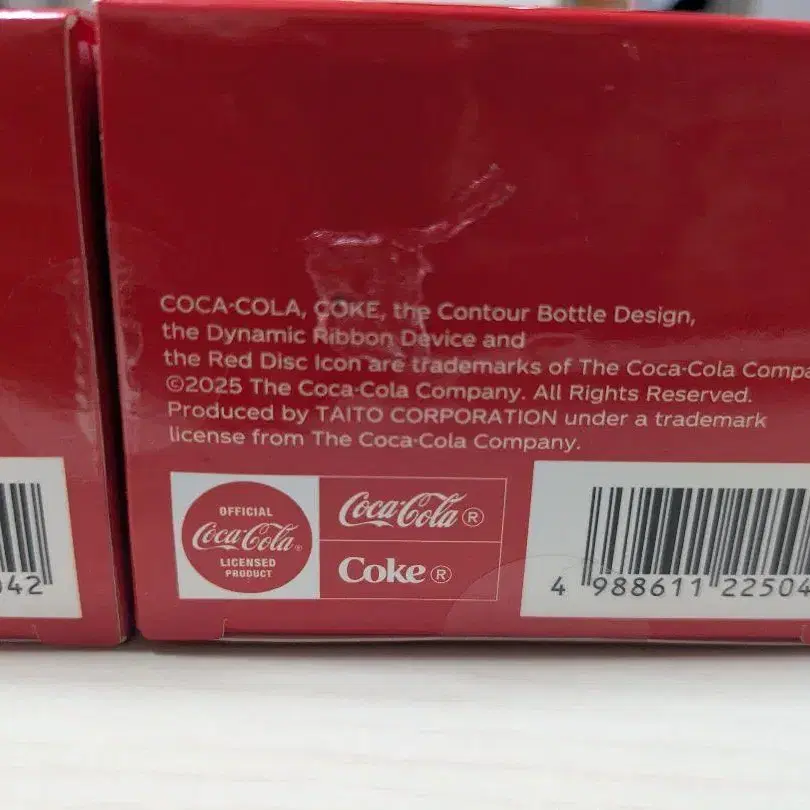 COCA-COLA, COKE, the Contour Bottle Design,
the Dynamic Ribbon Device and
the Red Disc Icon are trademarks of The Coca-Cola
©2025 The Coca-Cola Company. All Rights Reserved.
Produced by TAITO CORPORATION under a trademark
license from The Coca-Cola Company.
OFFICIAL
Coca-Cola®
LICENSED
PRODUCT
Coca-Cola®
Coke®
42
4 988611 22504